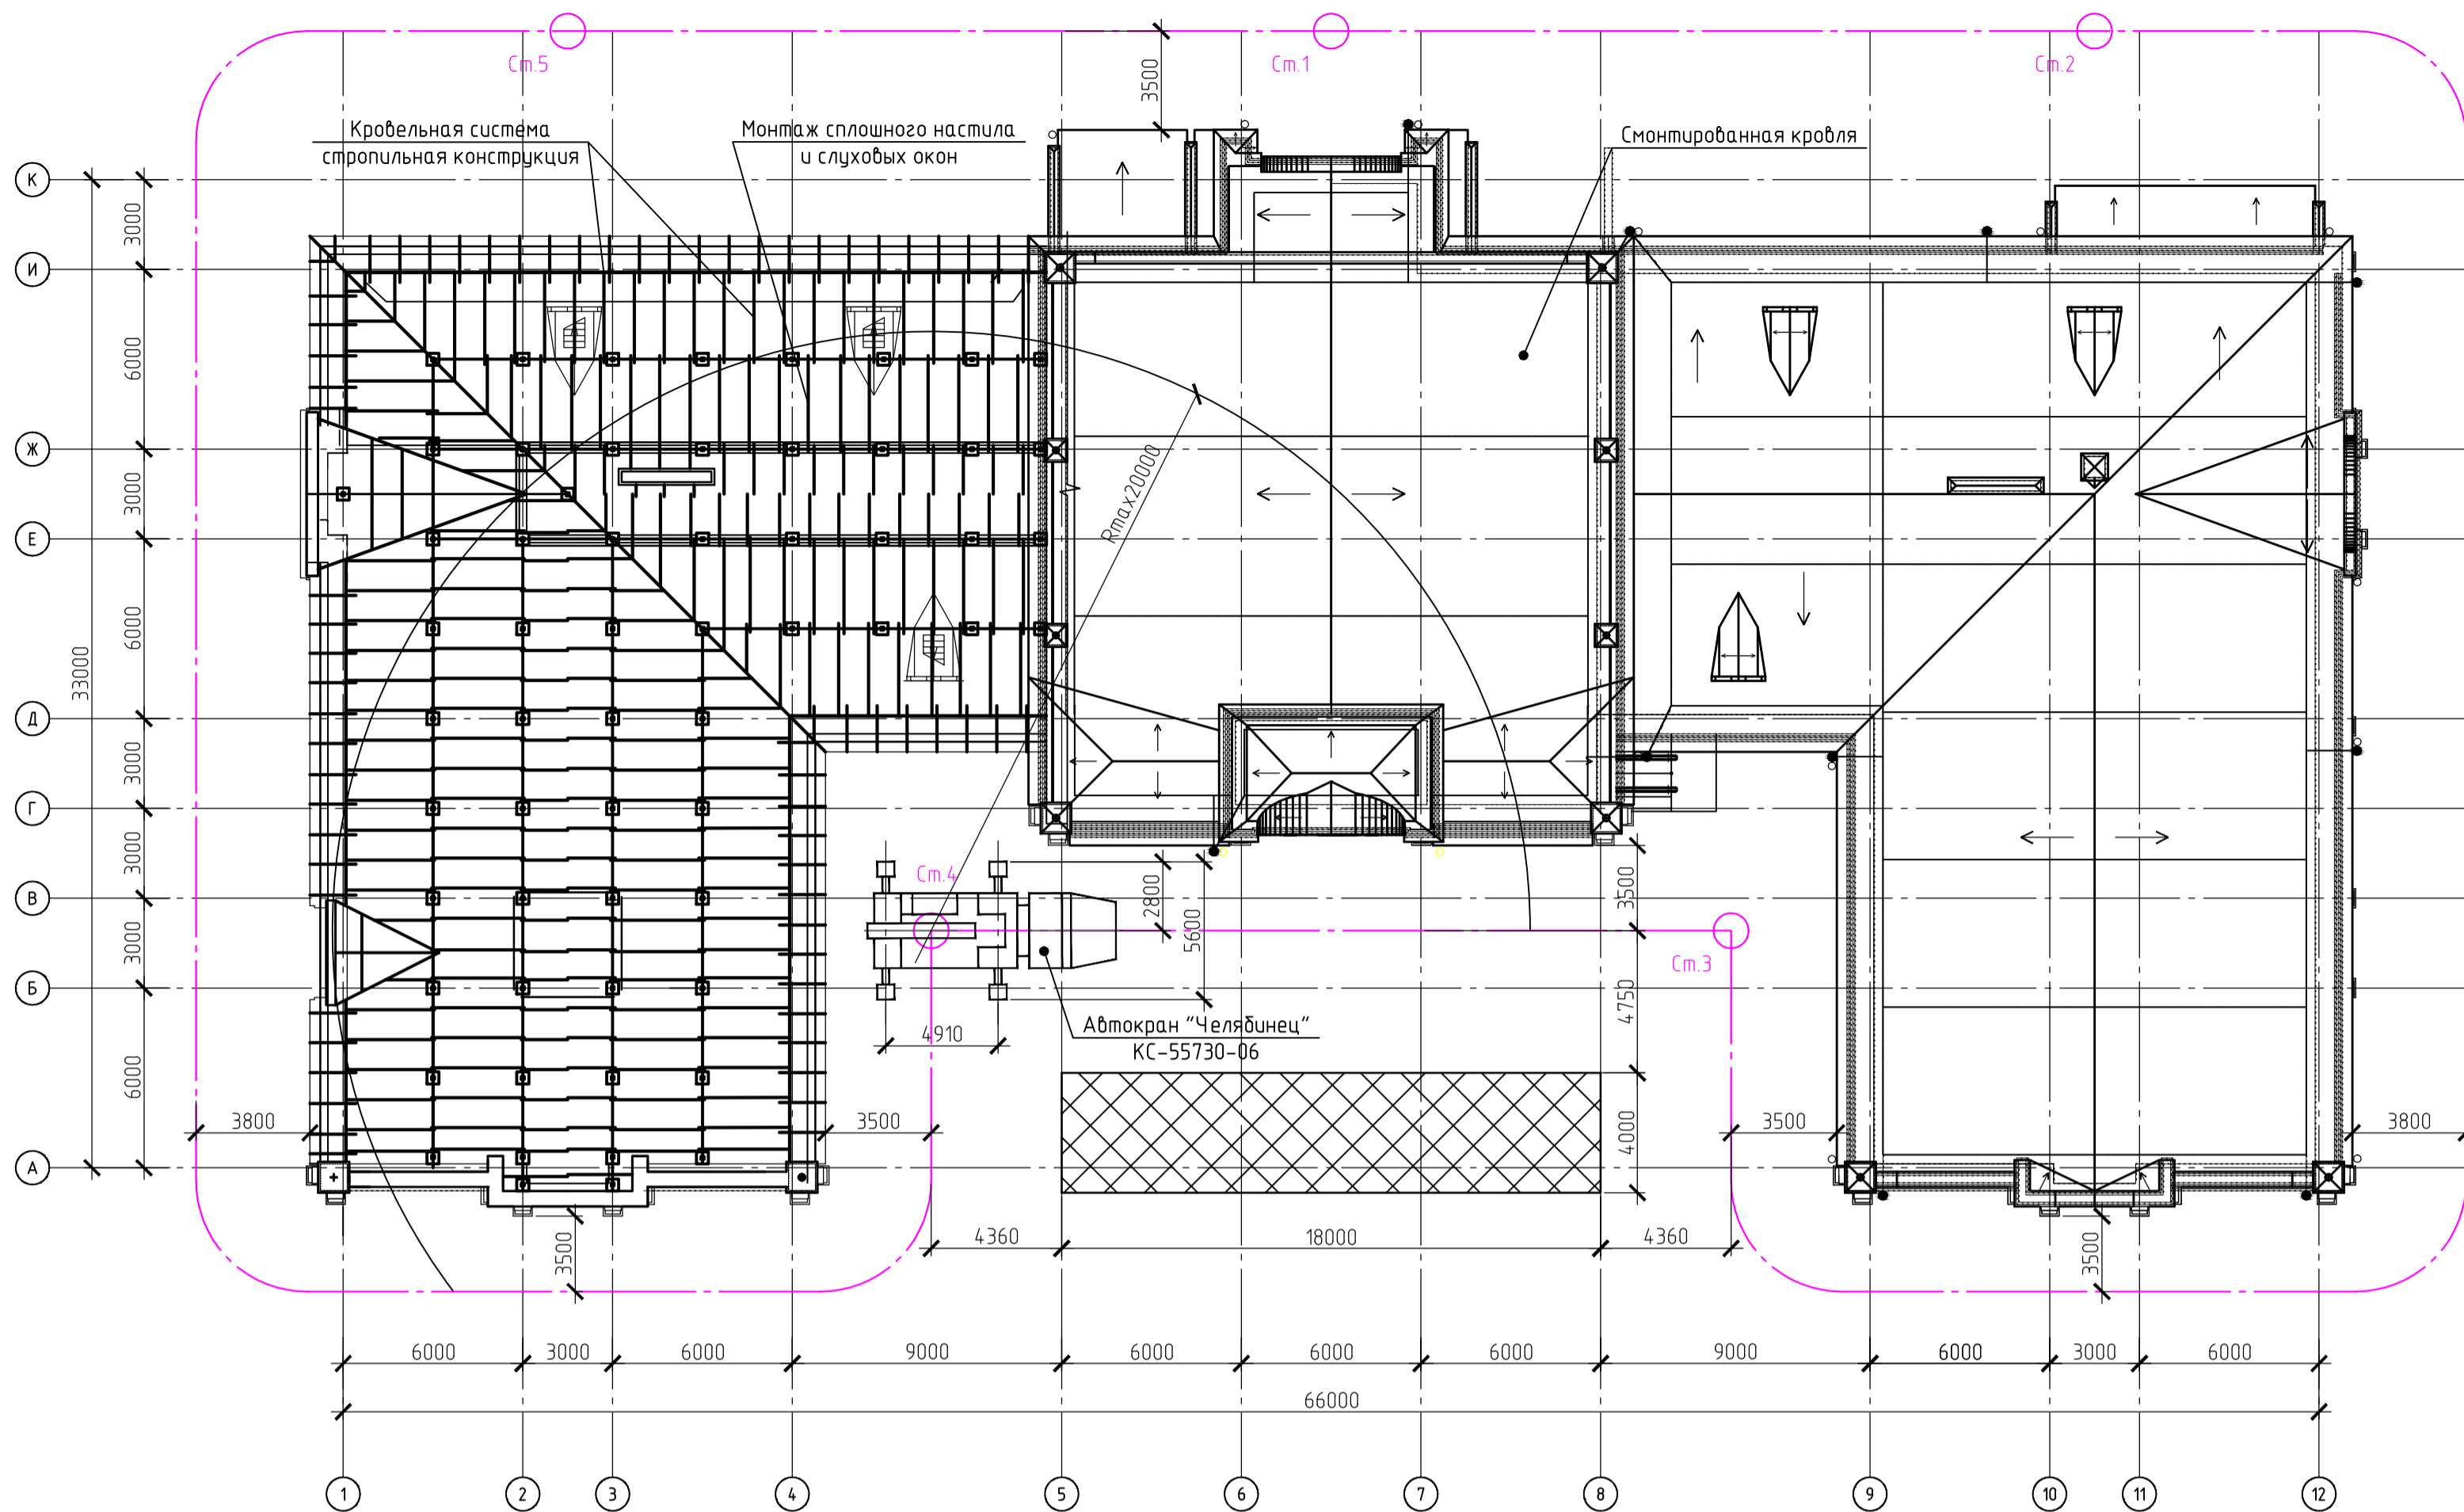 Ст.5
Ст.1
Ст.2
3500
Кровельная система
стропильная конструкция
Монтаж сплошного настила
и слуховых окон
Смонтированная кровля
К
И
Ж
Е
Д
Г
В
Б
А
3000
6000
3000
6000
3000
3000
3000
6000
33000
Rmax20000
Ст.4
2800
5600
4910
Автокран "Челябинец"
КС-55730-06
Ст.3
3500
4750
4000
3800
3500
3500
3800
4360
18000
4360
3500
3500
6000
3000
6000
9000
6000
6000
6000
9000
6000
3000
6000
66000
1
2
3
4
5
6
7
8
9
10
11
12